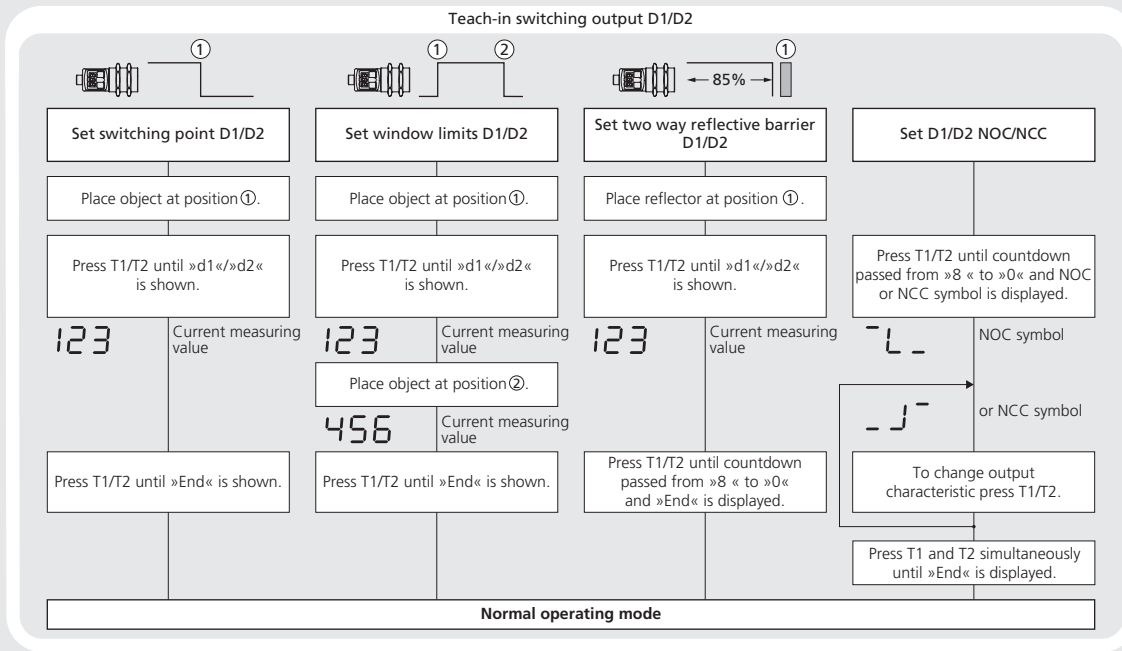 Teach-in switching output D1/D2
①
① ②
← 85% → ①
Set switching point D1/D2
Place object at position①.
Press T1/T2 until »d1«/»d2«
is shown.
123
Current measuring
value
Press T1/T2 until »End« is shown.
Set window limits D1/D2
Place object at position①.
Press T1/T2 until »d1«/»d2«
is shown.
123
Current measuring
value
Place object at position②.
456
Current measuring
value
Press T1/T2 until »End« is shown.
Set two way reflective barrier
D1/D2
Place reflector at position ①.
Press T1/T2 until »d1«/»d2«
is shown.
123
Current measuring
value
Press T1/T2 until countdown
passed from »8 « to »0«
and »End« is displayed.
Set D1/D2 NOC/NCC
Press T1/T2 until countdown
passed from »8 « to »0« and NOC
or NCC symbol is displayed.
NOC symbol
or NCC symbol
To change output
characteristic press T1/T2.
Press T1 and T2 simultaneously
until »End« is displayed.
Normal operating mode